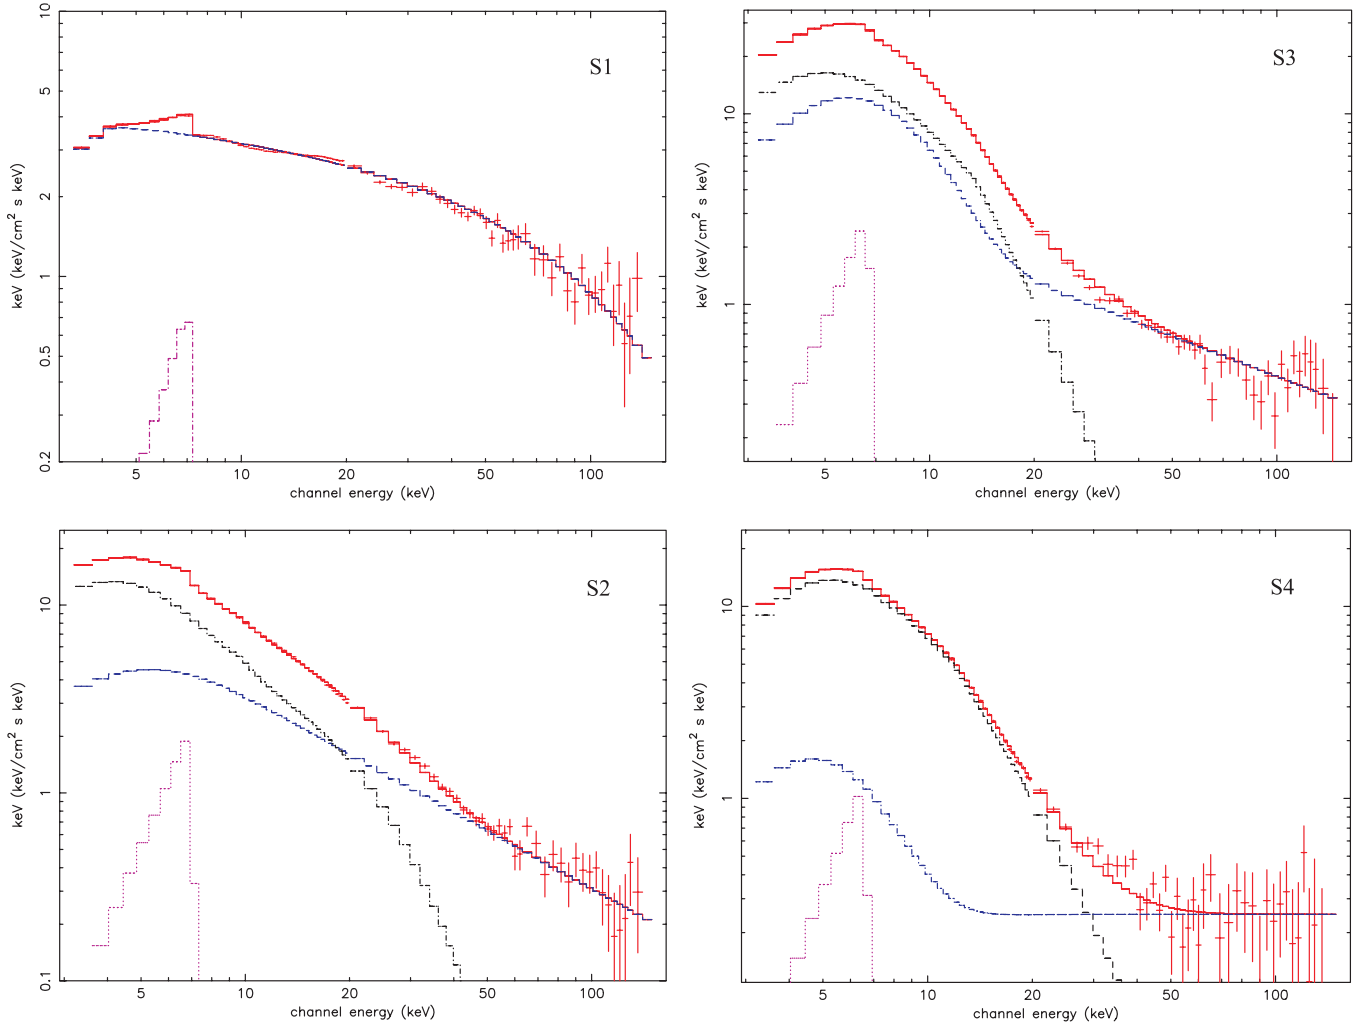 S1
10
5
2
1
0.5
0.2
keV (keV/cm² s keV)
5 10 20 50 100
channel energy (keV)
S3
10
1
keV (keV/cm² s keV)
5 10 20 50 100
channel energy (keV)
S2
10
1
0.1
keV (keV/cm² s keV)
5 10 20 50 100
channel energy (keV)
S4
10
1
keV (keV/cm² s keV)
5 10 20 50 100
channel energy (keV)